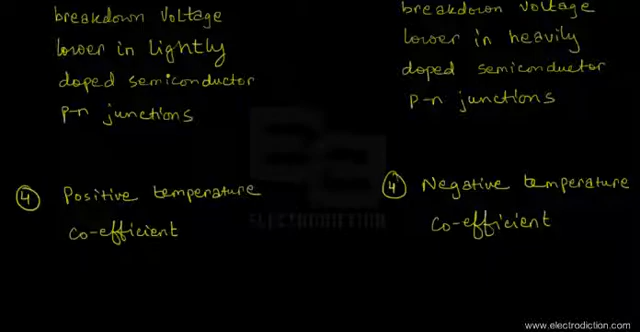 breakdown voltage
lower in lightly
doped semiconductor
p-n junctions
4 Positive temperature
co-efficient
breakdown voltage
lower in heavily
doped semiconductor
p-n junctions
4 Negative temperature
co-efficient
ELECTRODICTION
www.electrodiction.com